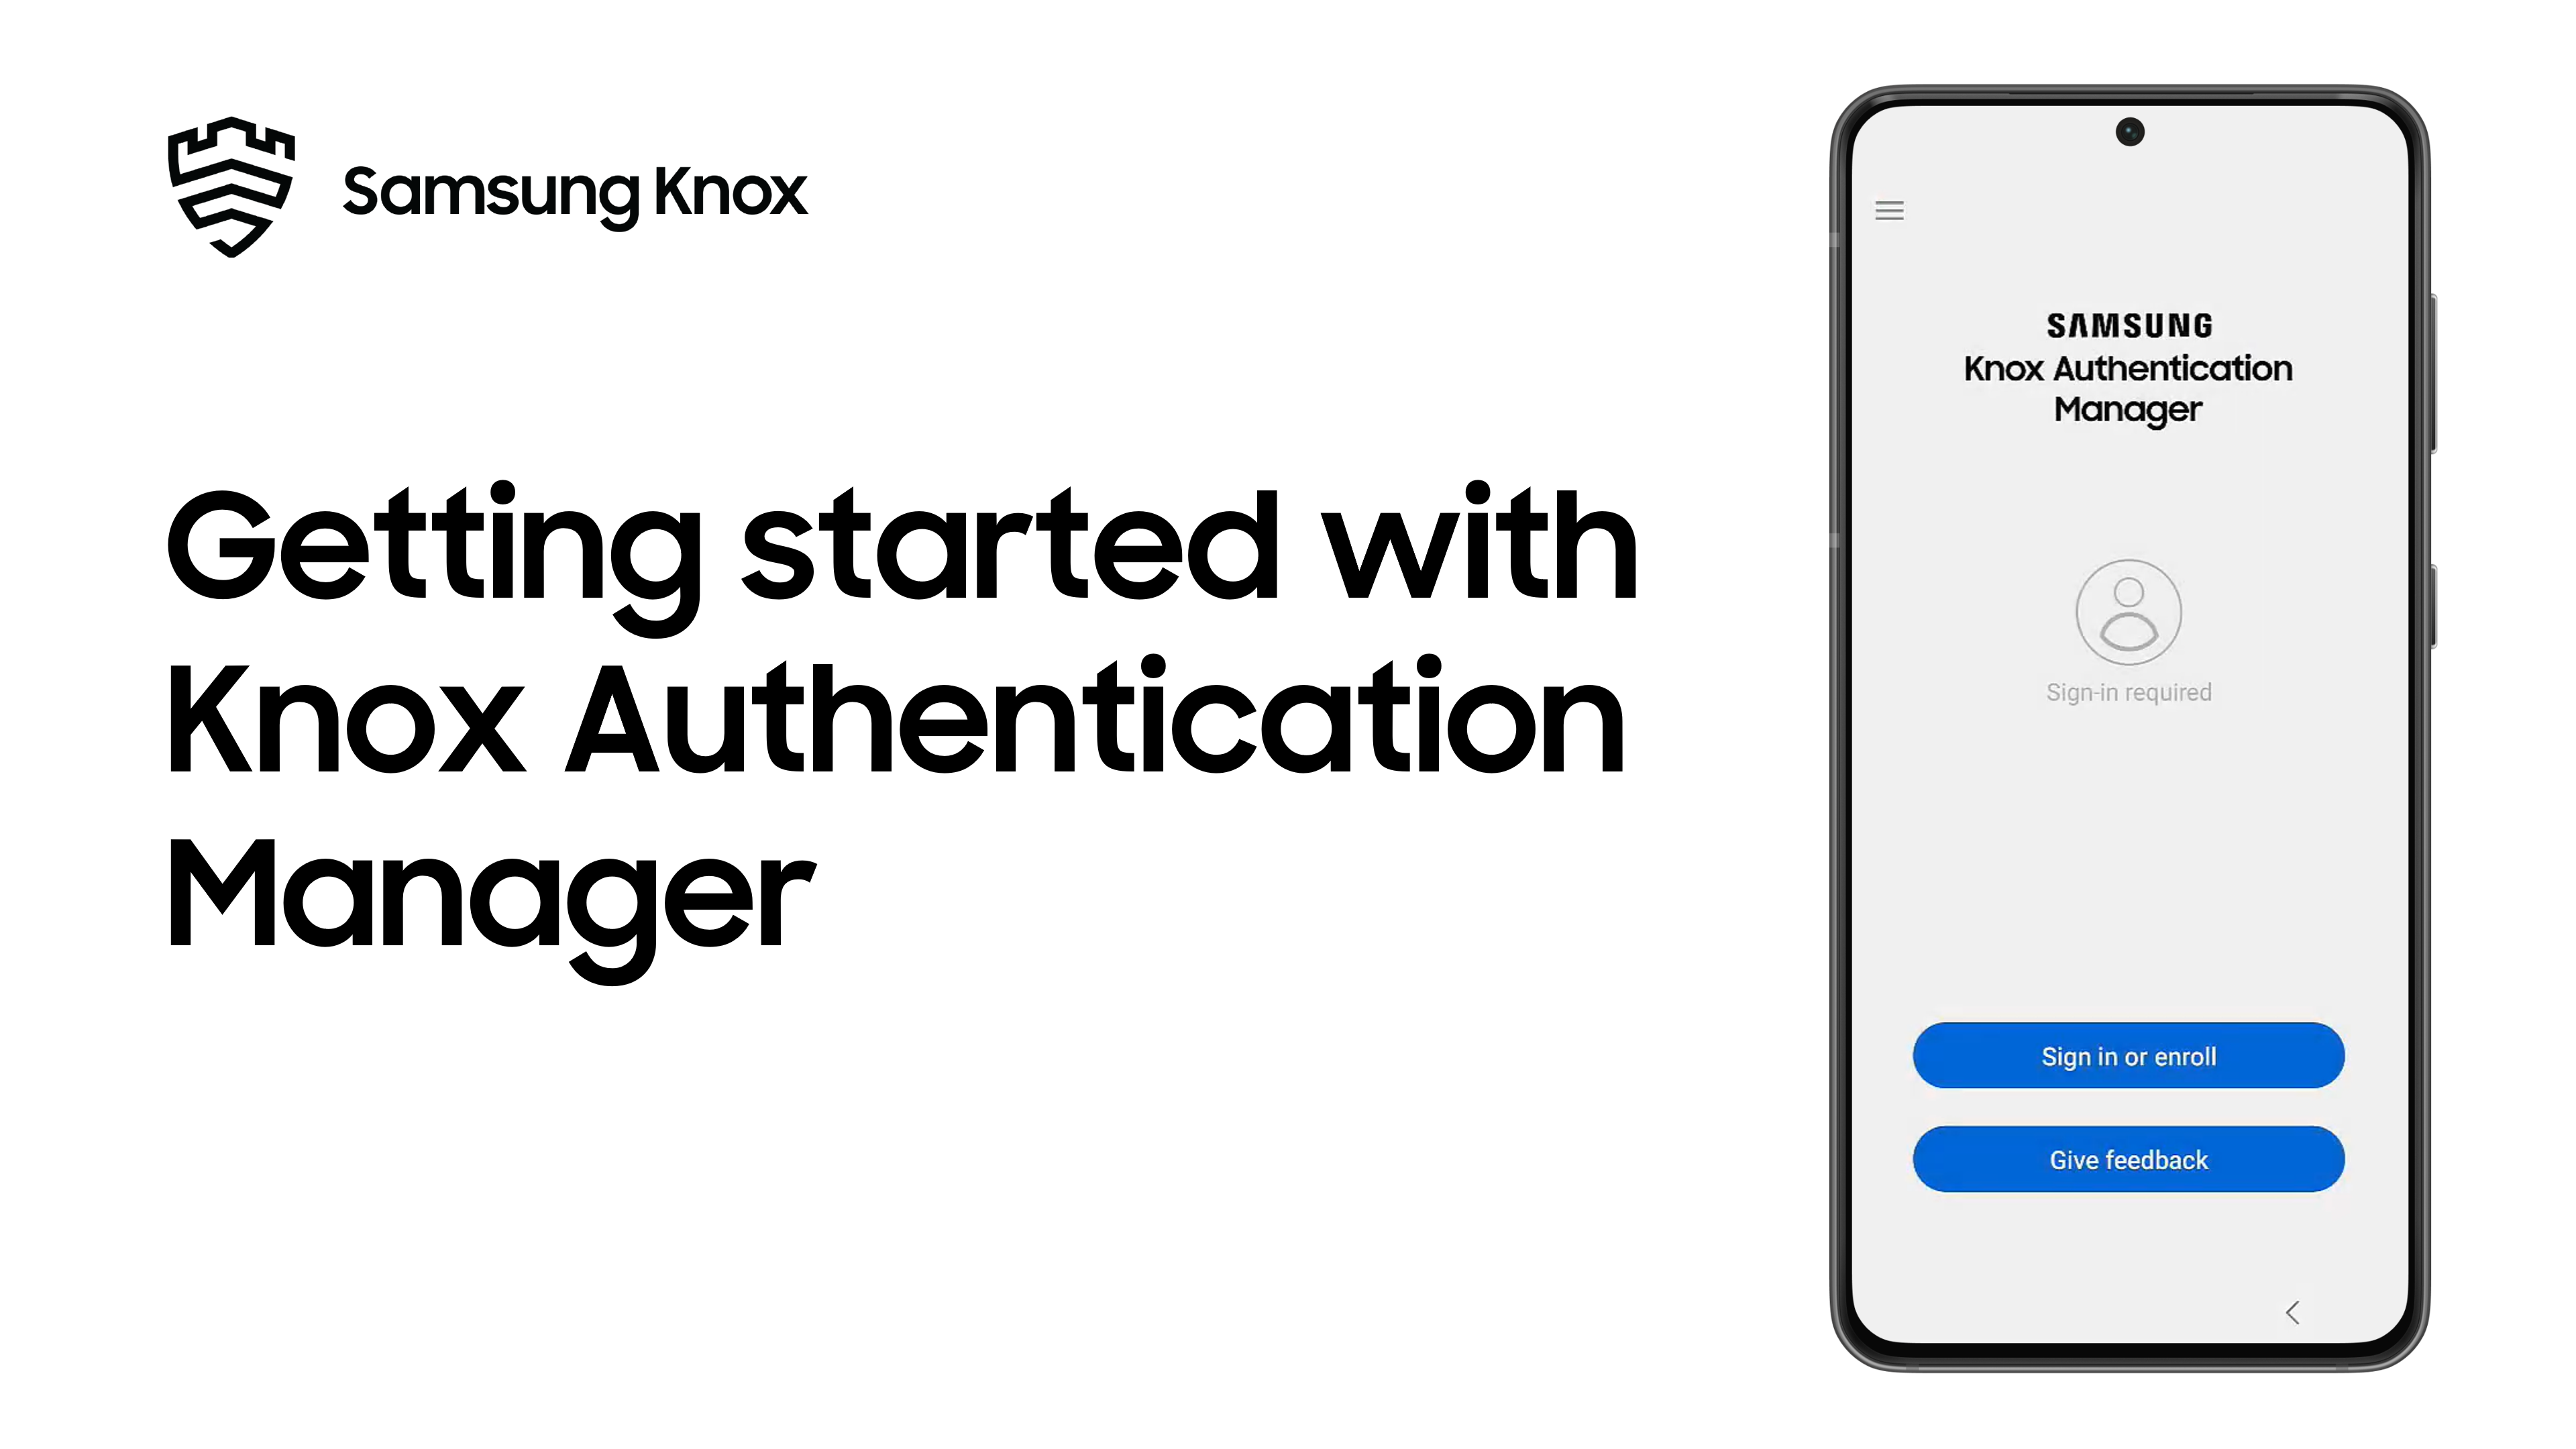 Samsung Knox
Getting started with
Knox Authentication
Manager
SAMSUNG
Knox Authentication
Manager
Sign-in required
Sign in or enroll
Give feedback